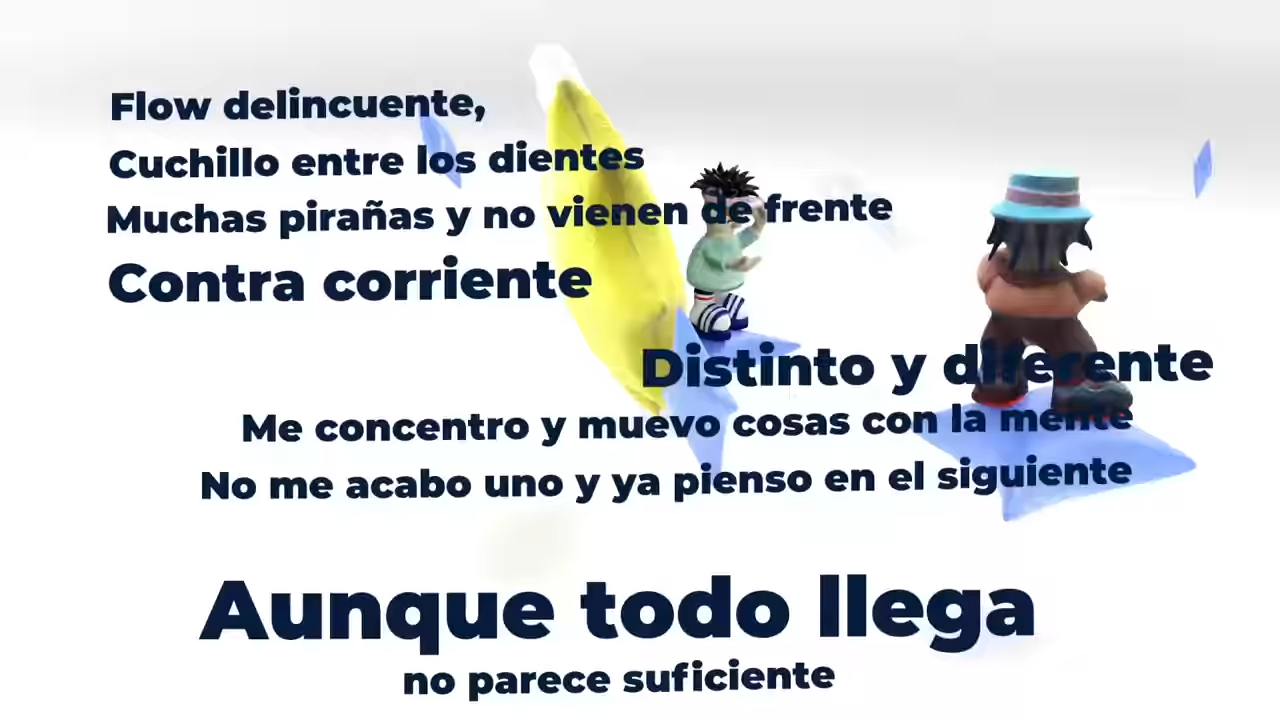 Flow delincuente,
Cuchillo entre los dientes
Muchas pirañas y no vienen de frente
Contra corriente
Distinto y diferente
Me concentro y muevo cosas con la mente
No me acabo uno y ya pienso en el siguiente
Aunque todo llega
no parece suficiente